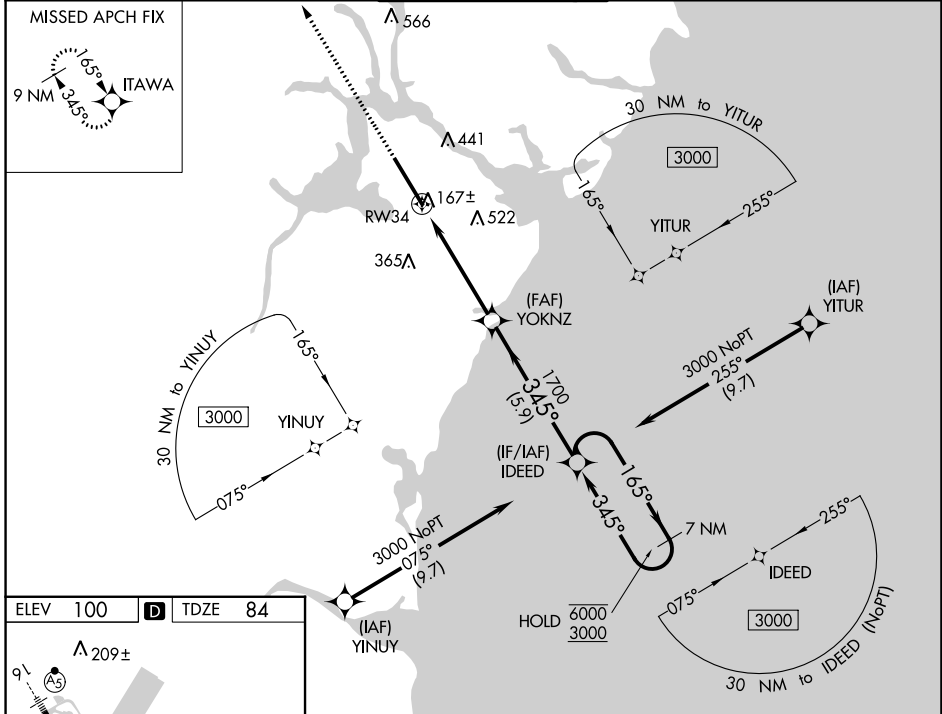 MISSED APCH FIX
165°
ITAWA
9 NM
345°
566
441
167±
RW34
522
365
30 NM to YITUR
3000
165°
YITUR
255°
(FAF)
YOKNZ
(IAF)
YITUR
3000 NoPT
255°
(9.7)
30 NM to YINUY
165°
3000
YINUY
075°
1700
345°
(5.9)
(IF/IAF)
IDEED
165°
345°
7 NM
HOLD 6000
3000
3000 NoPT
075°
(9.7)
(IAF)
YINUY
255°
IDEED
075°
3000
30 NM to IDEED (NoPT)
ELEV 100 D TDZE 84
209±
16
A5